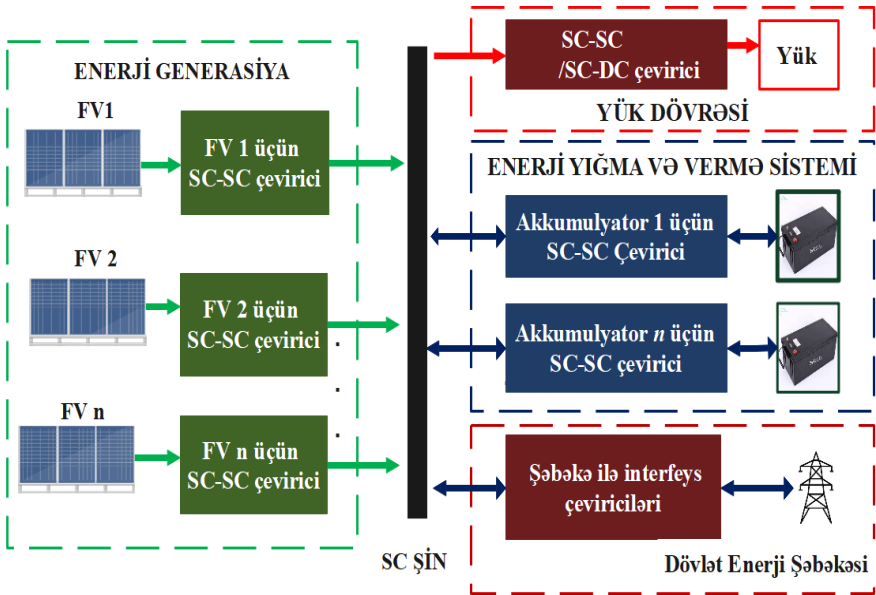 ENERJİ GENERASİYA
FV1
FV 1 üçün
SC-SC çevirici
FV 2
FV 2 üçün
SC-SC çevirici
FV n
FV n üçün
SC-SC çevirici
SC ŞİN
SC-SC
/SC-DC çevirici
Yük
YÜK DÖVRƏSİ
ENERJİ YIĞMA VƏ VERMƏ SİSTEMİ
Akkumulyator 1 üçün
SC-SC Çevirici
Akkumulyator n üçün
SC-SC çevirici
Şəbəkə ilə interfeys
çeviriciləri
Dövlət Enerji Şəbəkəsi